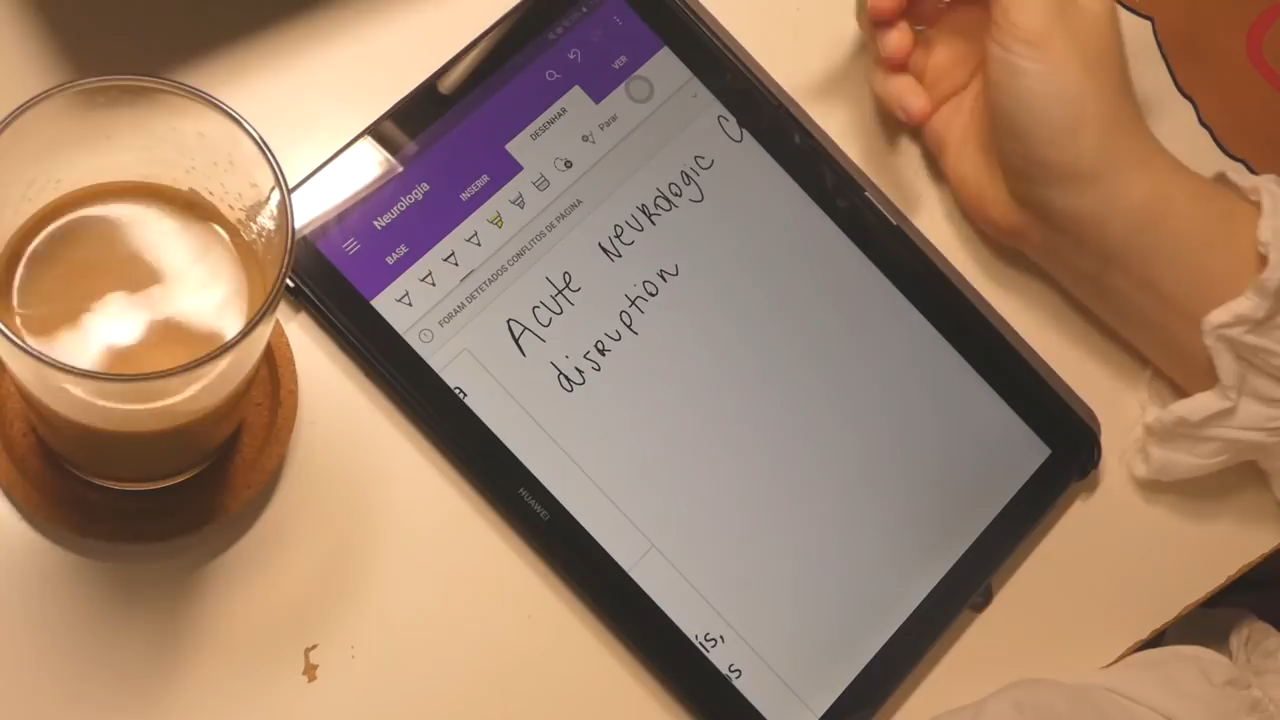 VER
DESENHAR
Parar
Neurologia
INSERIR
BASE
FORAM DETETADOS CONFLITOS DE PÁGINA
Acute Neurologic
disruption
HUAWEI